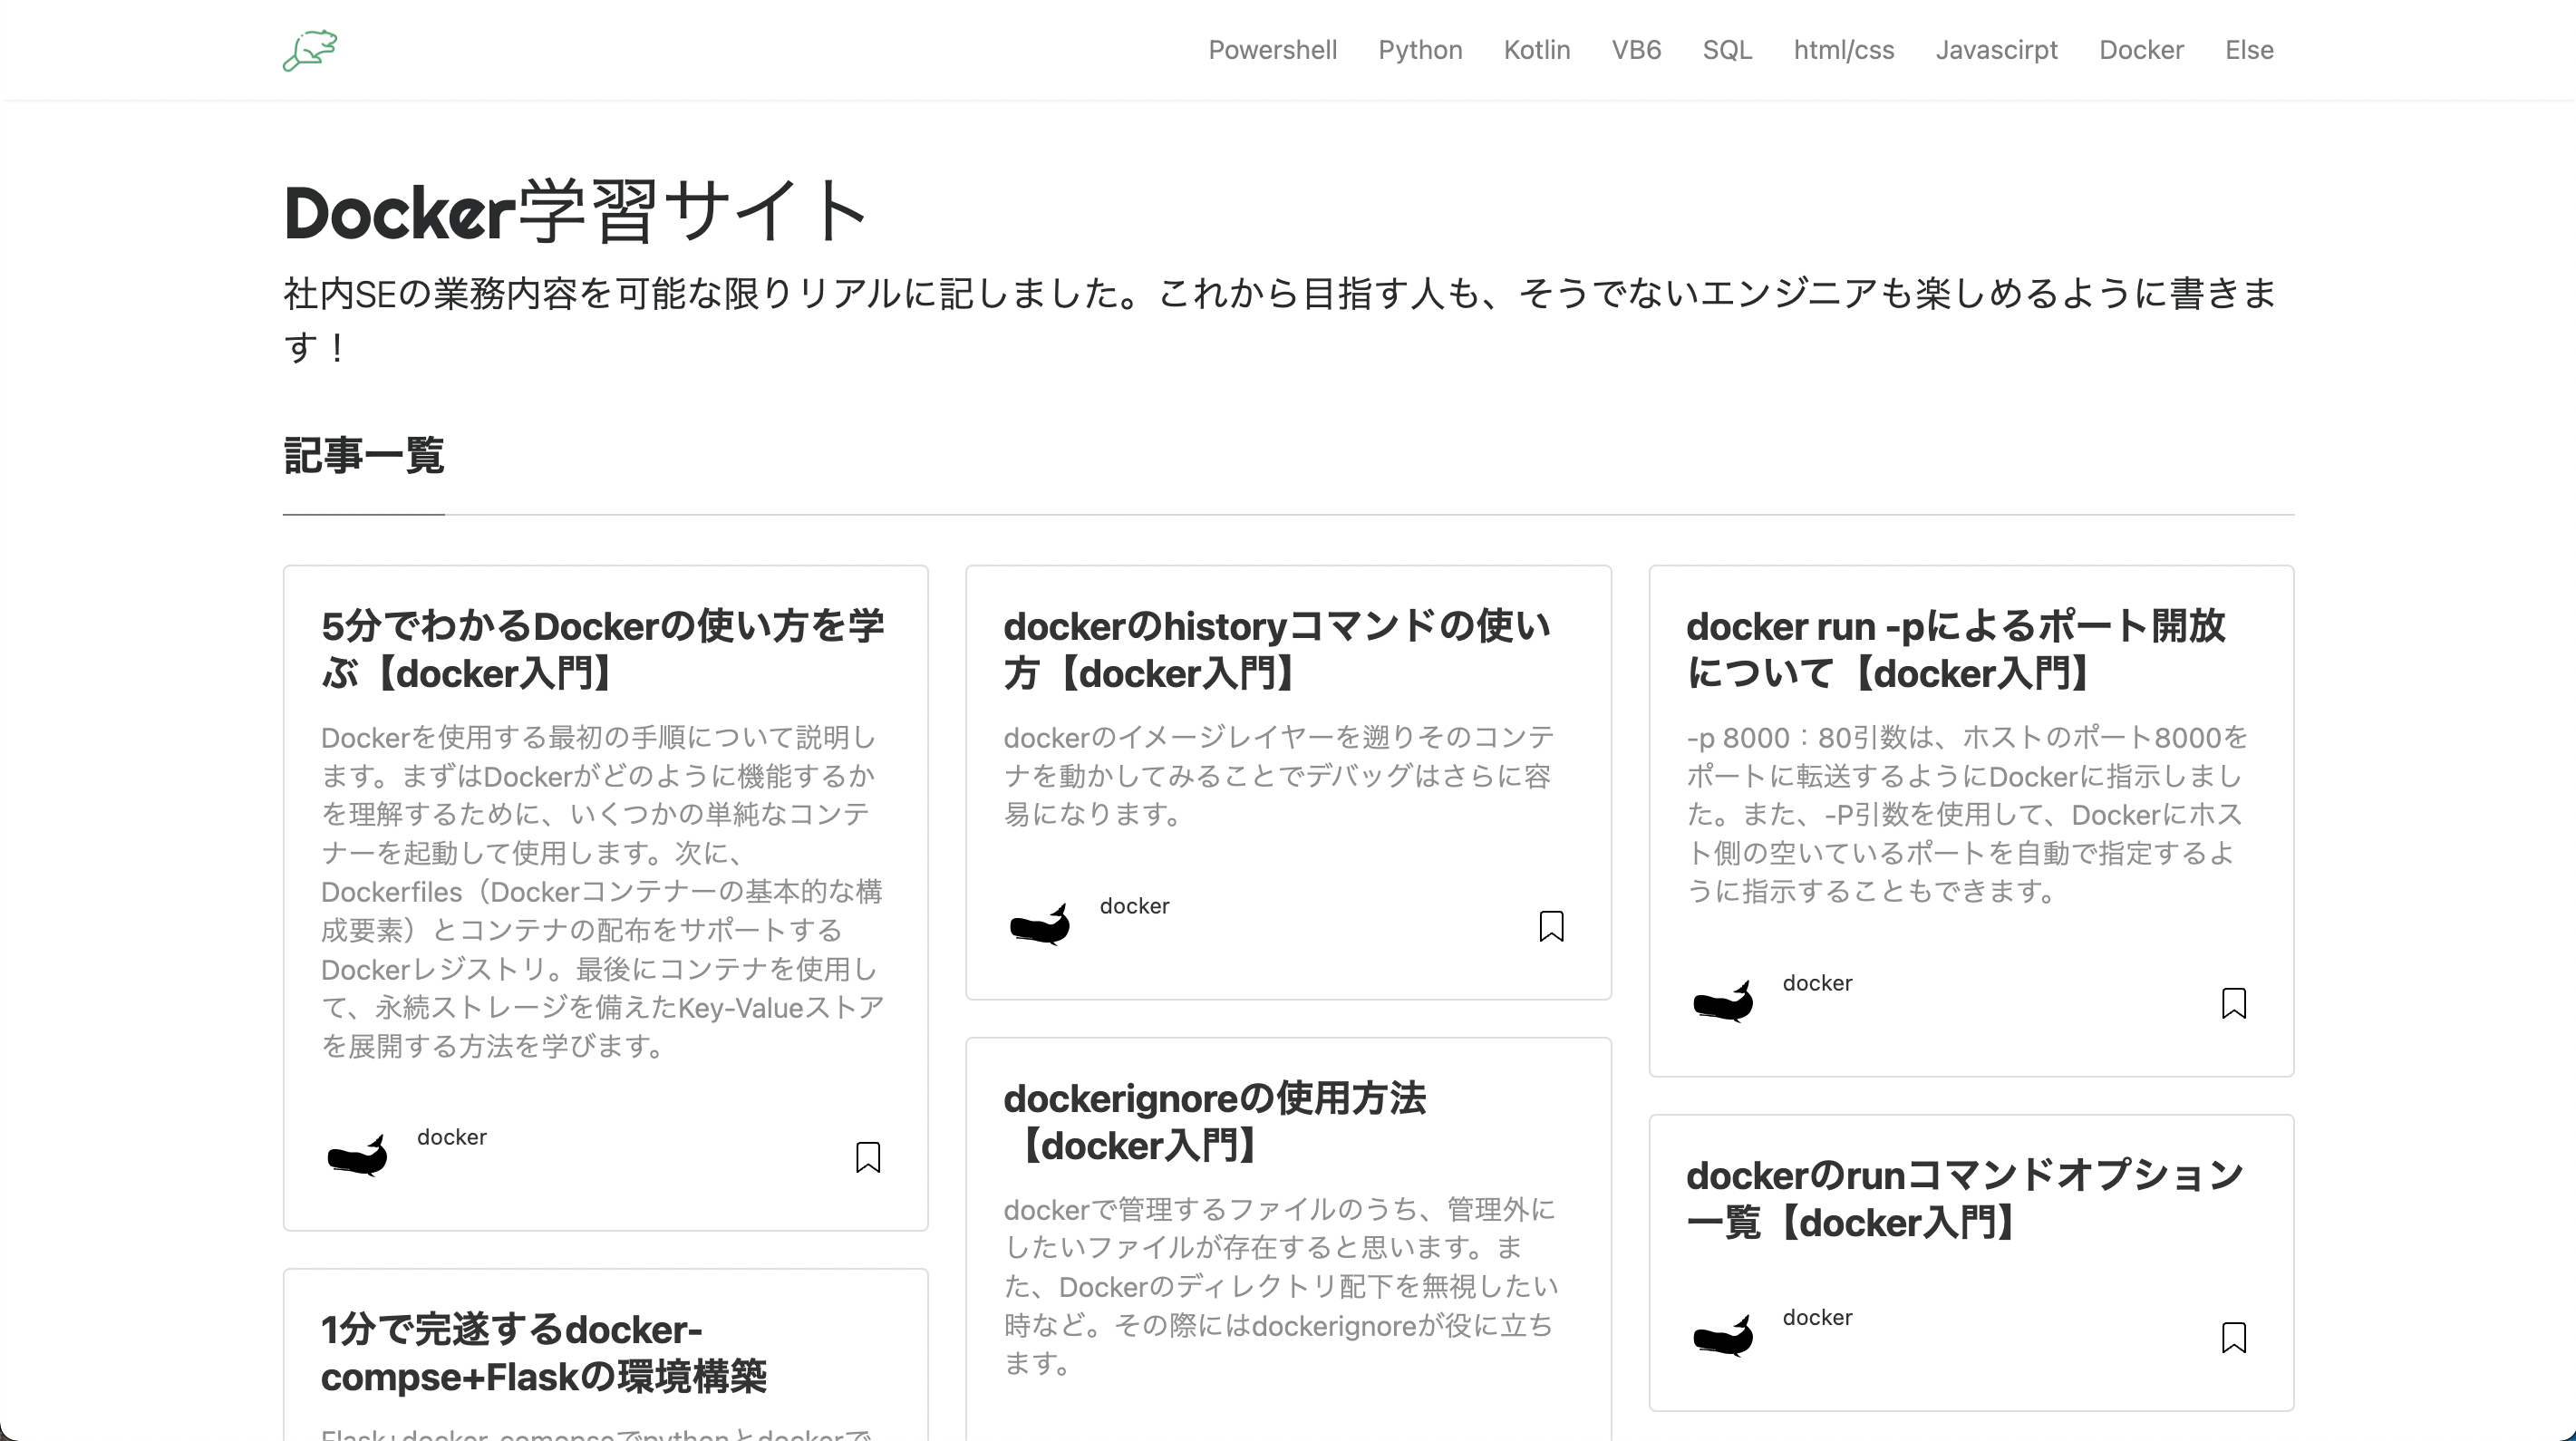 Powershell Python Kotlin VB6 SQL html/css Javascirpt Docker Else
Docker学習サイト
社内SEの業務内容を可能な限りリアルに記しました。これから目指す人も、そうでないエンジニアも楽しめるように書きま
す！
記事一覧
5分でわかるDockerの使い方を学
ぶ【docker入門】
Dockerを使用する最初の手順について説明し
ます。まずはDockerがどのように機能するか
を理解するために、いくつかの単純なコンテ
ナーを起動して使用します。次に、
Dockerfiles（Dockerコンテナーの基本的な構
成要素）とコンテナの配布をサポートする
Dockerレジストリ。最後にコンテナを使用し
て、永続ストレージを備えたKey-Valueストア
を展開する方法を学びます。
docker
1分で完遂するdocker-
compse+Flaskの環境構築
Flask+docker-comopseでpythonとdockerで
dockerのhistoryコマンドの使い
方【docker入門】
dockerのイメージレイヤーを遡りそのコンテ
ナを動かしてみることでデバッグはさらに容
易になります。
docker
dockerignoreの使用方法
【docker入門】
dockerで管理するファイルのうち、管理外に
したいファイルが存在すると思います。ま
た、Dockerのディレクトリ配下を無視したい
時など。その際にはdockerignoreが役に立ち
ます。
docker run -pによるポート開放
について【docker入門】
-p 8000：80引数は、ホストのポート8000を
ポートに転送するようにDockerに指示しまし
た。また、-P引数を使用して、Dockerにホス
ト側の空いているポートを自動で指定するよ
うに指示することもできます。
docker
dockerのrunコマンドオプション
一覧【docker入門】
docker